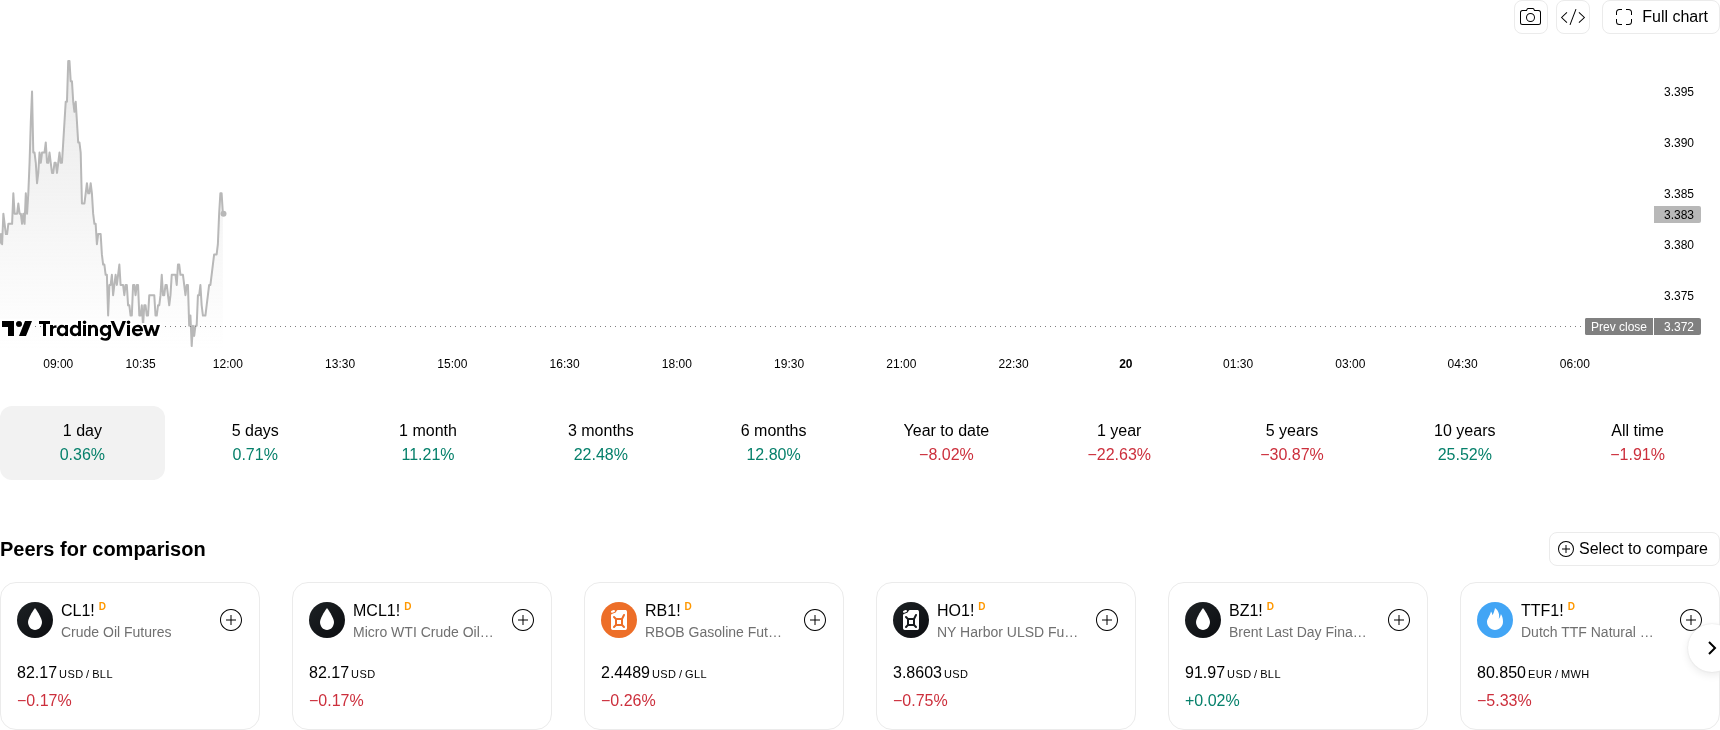 Full chart
3.395
3.390
3.385
3.383
3.380
3.375
Prev close 3.372
TradingView
09:00 10:35 12:00 13:30 15:00 16:30 18:00 19:30 21:00 22:30 20 01:30 03:00 04:30 06:00
1 day 5 days 1 month 3 months 6 months Year to date 1 year 5 years 10 years All time
0.36% 0.71% 11.21% 22.48% 12.80% −8.02% −22.63% −30.87% 25.52% −1.91%
Peers for comparison
Select to compare
CL1! D
Crude Oil Futures
82.17 USD / BLL
−0.17%
MCL1! D
Micro WTI Crude Oil…
82.17 USD
−0.17%
RB1! D
RBOB Gasoline Fut…
2.4489 USD / GLL
−0.26%
HO1! D
NY Harbor ULSD Fu…
3.8603 USD
−0.75%
BZ1! D
Brent Last Day Fina…
91.97 USD / BLL
+0.02%
TTF1! D
Dutch TTF Natural …
80.850 EUR / MWH
−5.33%